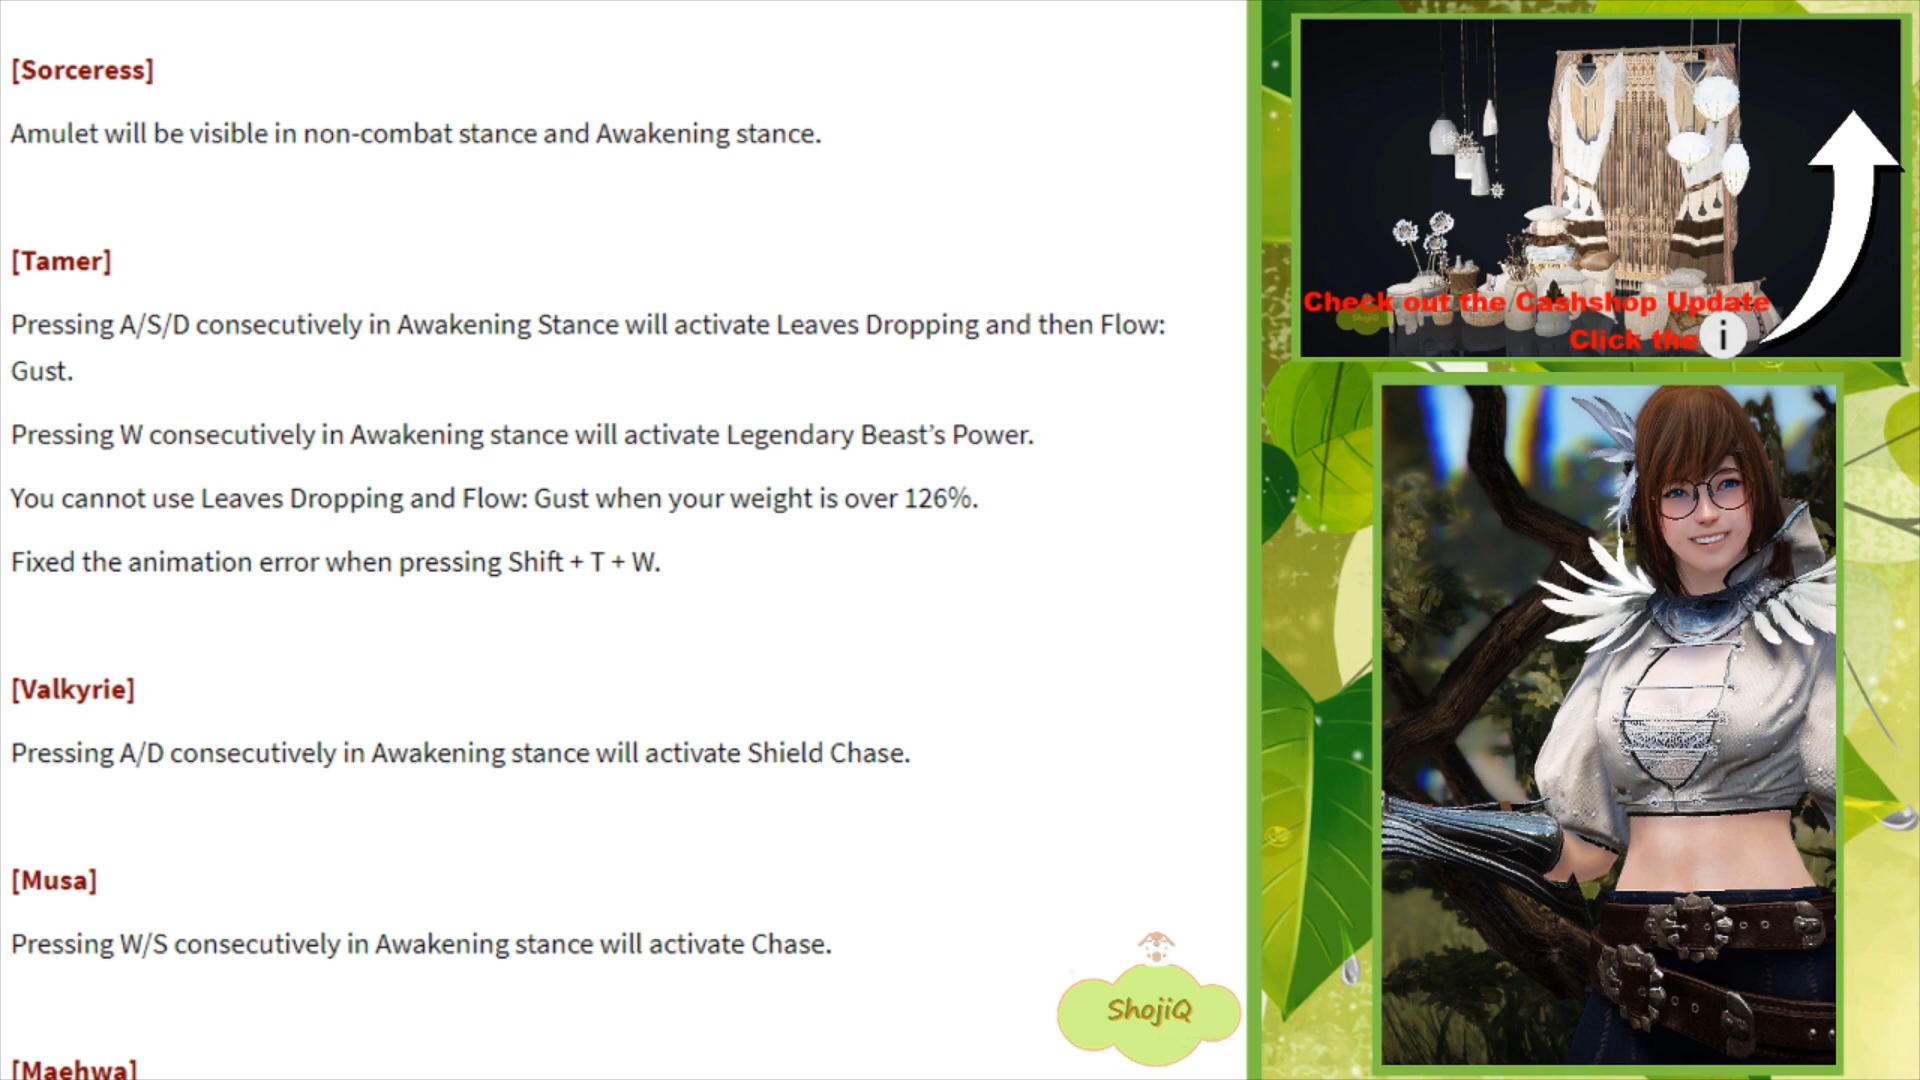 [Sorceress]
Amulet will be visible in non-combat stance and Awakening stance.
[Tamer]
Pressing A/S/D consecutively in Awakening Stance will activate Leaves Dropping and then Flow:
Gust.
Pressing W consecutively in Awakening stance will activate Legendary Beast’s Power.
You cannot use Leaves Dropping and Flow: Gust when your weight is over 126%.
Fixed the animation error when pressing Shift + T + W.
[Valkyrie]
Pressing A/D consecutively in Awakening stance will activate Shield Chase.
[Musa]
Pressing W/S consecutively in Awakening stance will activate Chase.
[Maehwa]
ShojiQ
Check out the Cashshop Update
Click the i